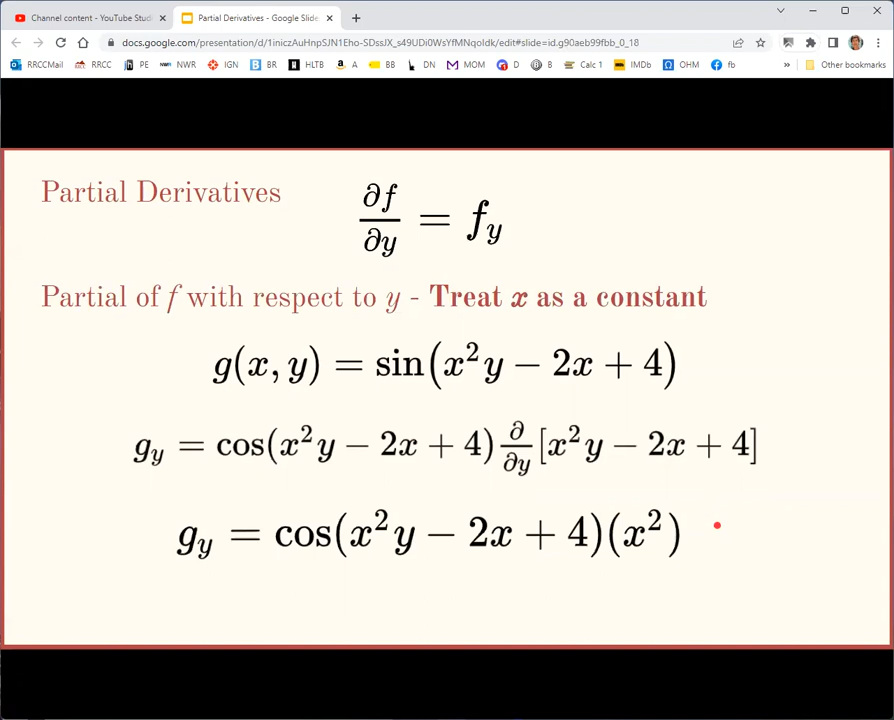 Channel content - YouTube Studi
Partial Derivatives - Google Slide
docs.google.com/presentation/d/1iniczAuHnpSJN1Eho-SDssJX_s49UDi0WsYfMNqoIdk/edit#slide=id.g90aeb99fbb_0_18
RRCCMail RRCC PE NWR NWR IGN B BR HLTB a A BB DN MOM D B Calc 1 IMDb OHM fb » Other bookmarks
Partial Derivatives ∂f/∂y = f_y
Partial of f with respect to y - Treat x as a constant
g(x, y) = sin(x²y − 2x + 4)
g_y = cos(x²y − 2x + 4) ∂/∂y [x²y − 2x + 4]
g_y = cos(x²y − 2x + 4)(x²)